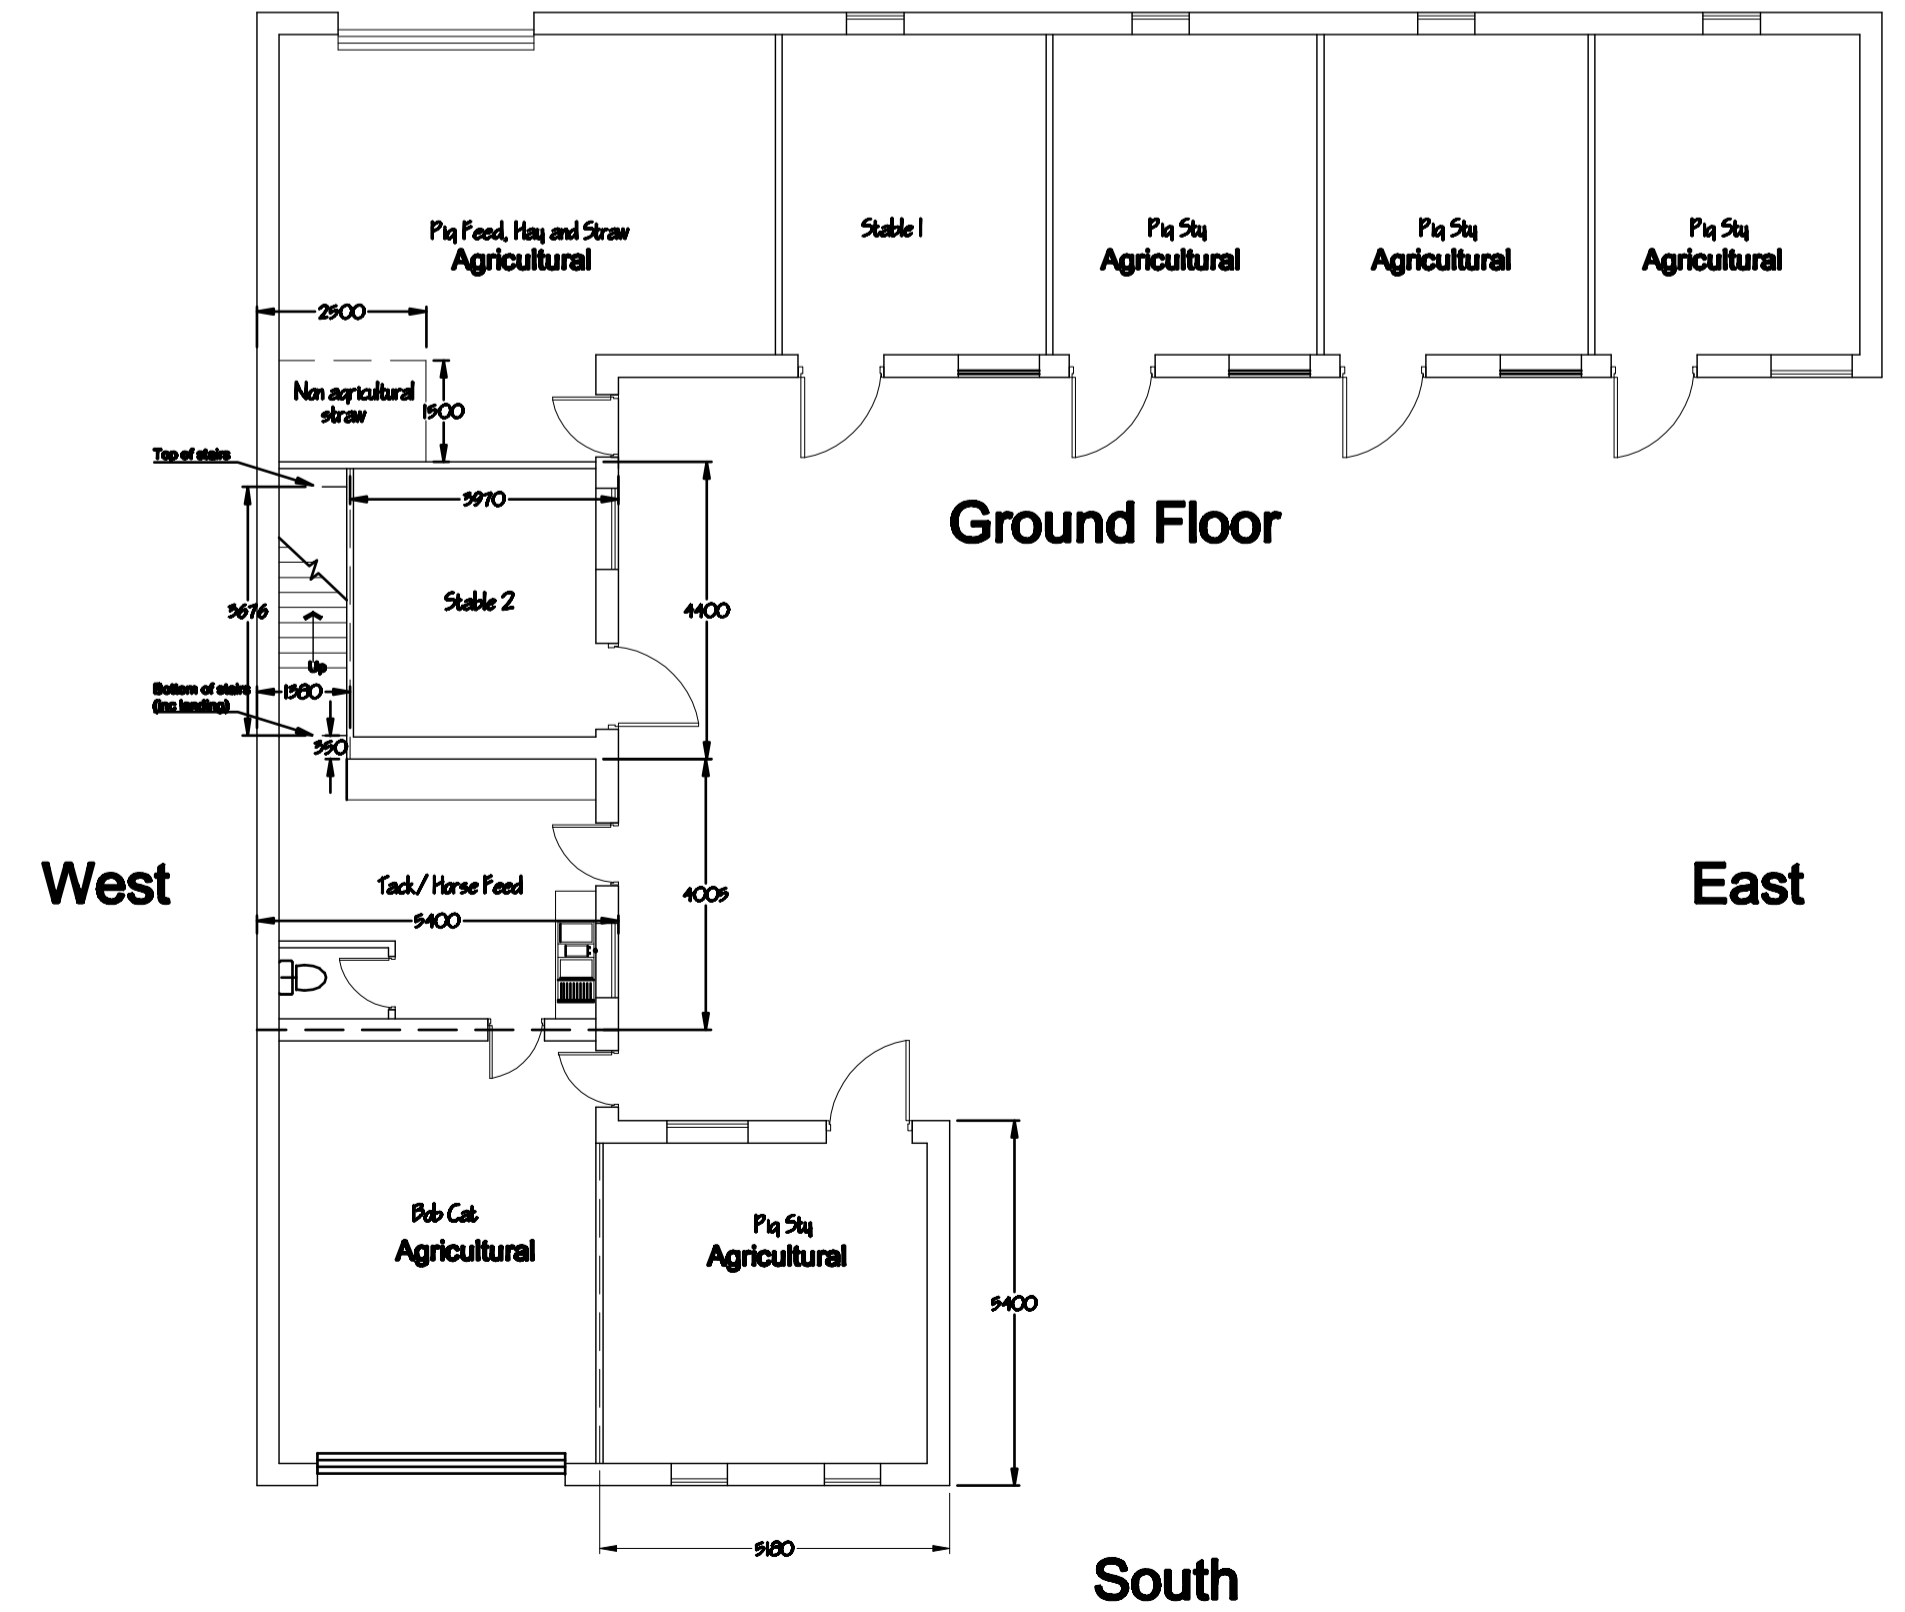 Pig Feed, Hay and Straw
Agricultural
Stable 1
Pig Sty
Agricultural
Pig Sty
Agricultural
Pig Sty
Agricultural
2500
Non agricultural
straw
1500
Top of stairs
3970
Ground Floor
Stable 2
3676
4400
Up
Bottom of stairs
(inc landing)
1380
350
West
East
Tack/ Horse Feed
4005
5400
Bob Cat
Agricultural
Pig Sty
Agricultural
5400
5180
South